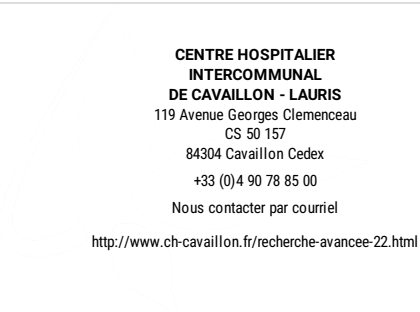 CENTRE HOSPITALIER
INTERCOMMUNAL
DE CAVAILLON - LAURIS
119 Avenue Georges Clemenceau
CS 50 157
84304 Cavaillon Cedex
+33 (0)4 90 78 85 00
Nous contacter par courriel
http://www.ch-cavaillon.fr/recherche-avancee-22.html